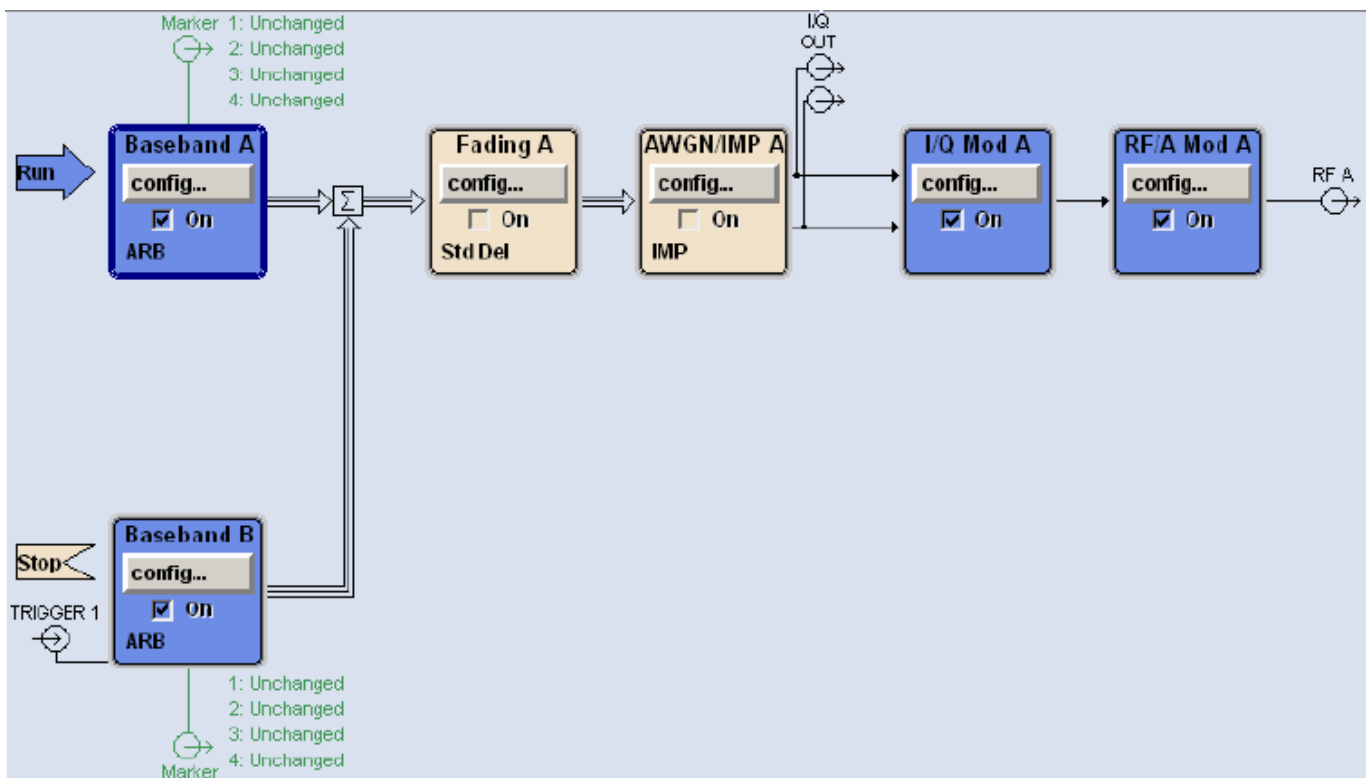 Marker 1: Unchanged
2: Unchanged
3: Unchanged
4: Unchanged
I/Q
OUT
Run
Baseband A
config...
On
ARB
Σ
Fading A
config...
On
Std Del
AWGN/IMP A
config...
On
IMP
I/Q Mod A
config...
On
RF/A Mod A
config...
On
RF A
Stop
TRIGGER 1
Baseband B
config...
On
ARB
1: Unchanged
2: Unchanged
3: Unchanged
Marker 4: Unchanged